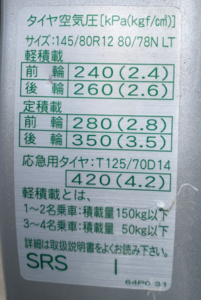 タイヤ空気圧[kPa(kgf/c㎡)]
サイズ:145/80R12 80/78N LT
軽積載
前 輪 240(2.4)
後 輪 260(2.6)
定積載
前 輪 280(2.8)
後 輪 350(3.5)
応急用タイヤ:T125/70D14
420(4.2)
軽積載とは、
1~2名乗車:積載量150kg以下
3~4名乗車:積載量 50kg以下
詳細は取扱説明書をよくお読み下さい。
SRS I
64P0 31